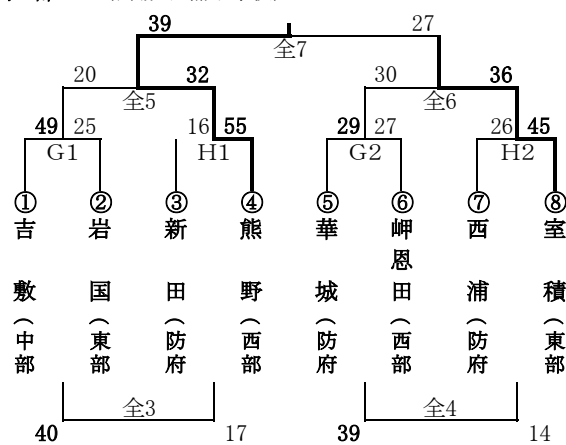 39 27
全7
20 32 30 36
全5 全6
49 25 16 55 29 27 26 45
G1 H1 G2 H2
① ② ③ ④ ⑤ ⑥ ⑦ ⑧
吉敷(中部)
岩国(東部)
新田(防府)
熊野(西部)
華城(防府)
岬恩田(西部)
西浦(防府)
室積(東部)
全3 全4
40 17 39 14